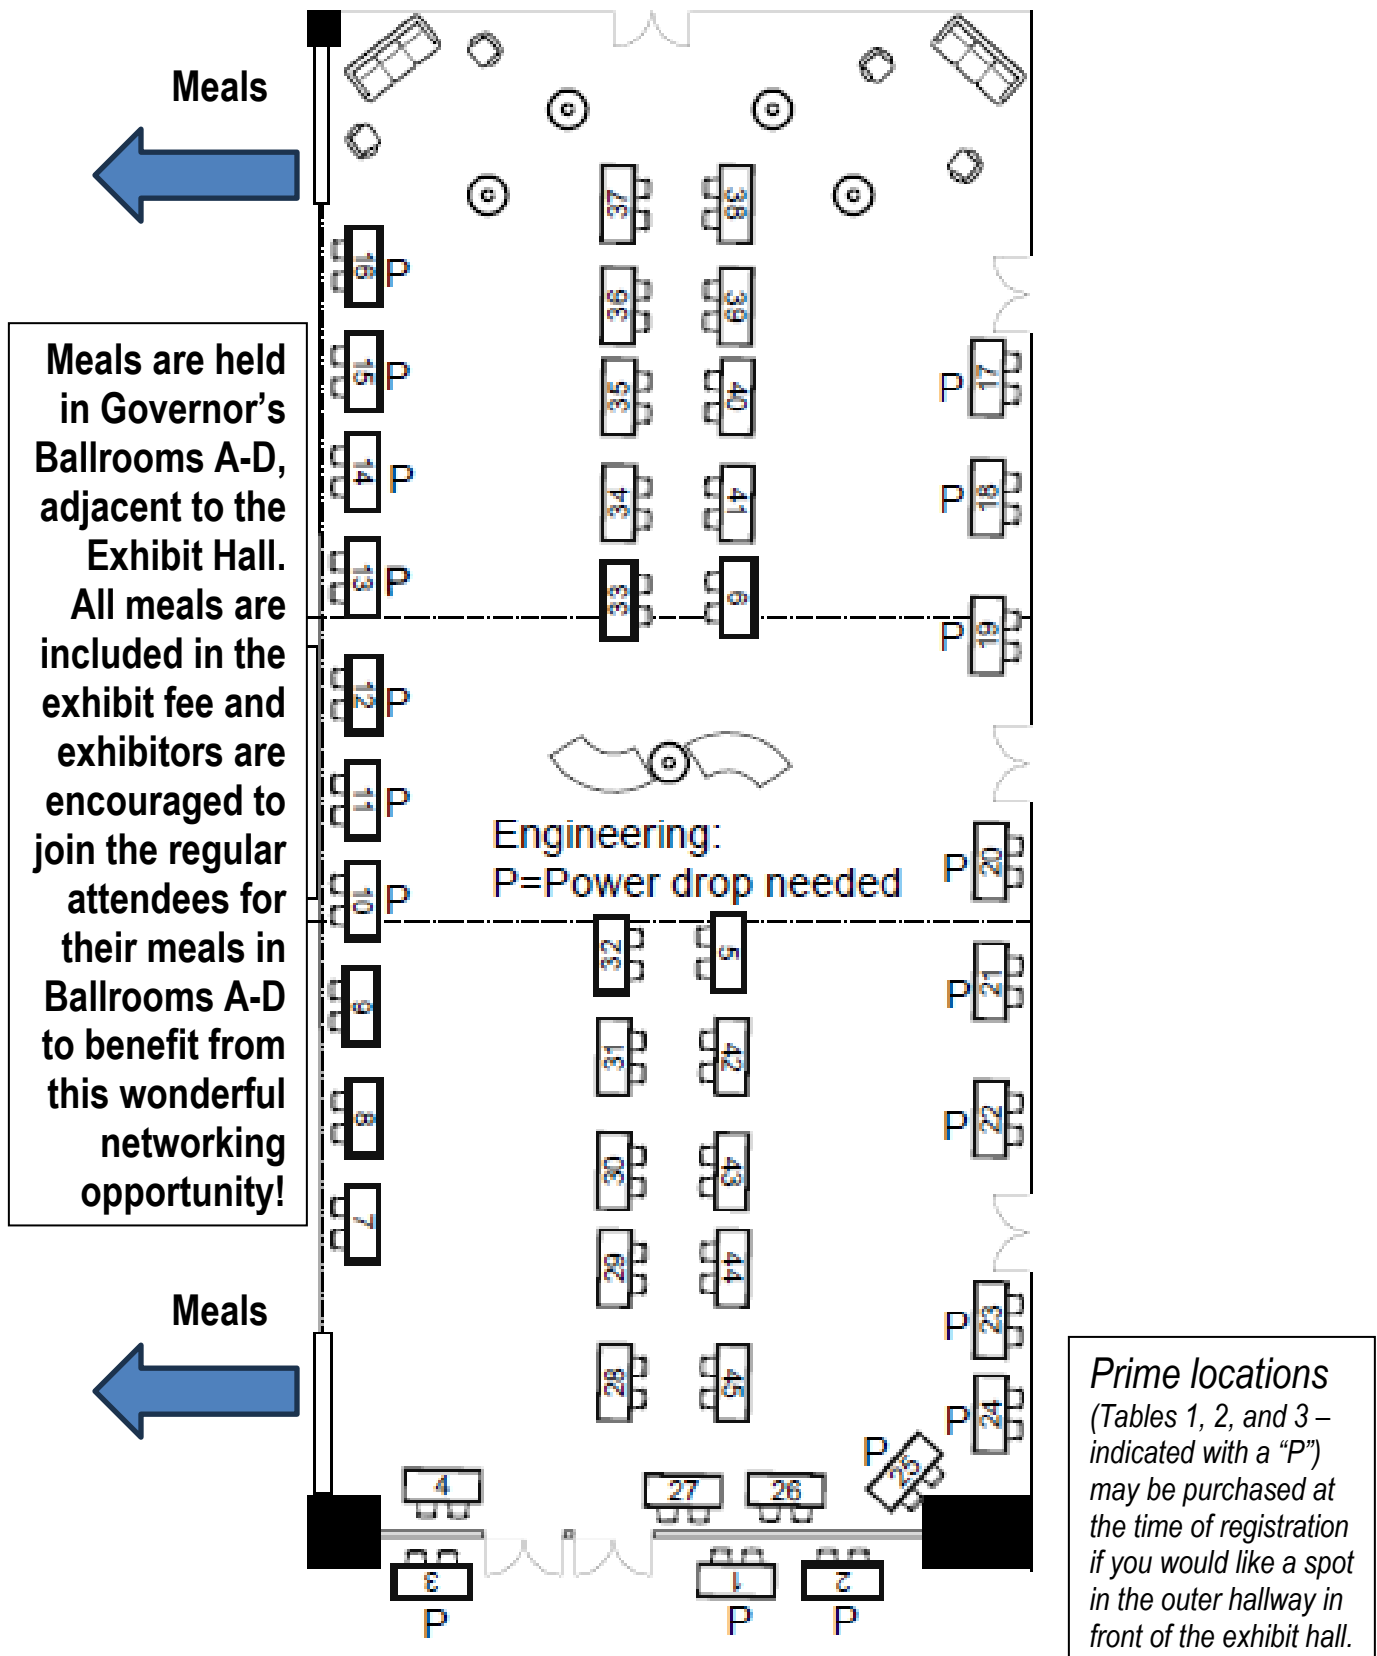 Meals
Meals are held
in Governor's
Ballrooms A-D,
adjacent to the
Exhibit Hall.
All meals are
included in the
exhibit fee and
exhibitors are
encouraged to
join the regular
attendees for
their meals in
Ballrooms A-D
to benefit from
this wonderful
networking
opportunity!
Meals
37
38
16 P
36
39
15 P
35
40
P 17
14 P
34
41
P 18
13 P
33
6
P 19
12 P
11 P
Engineering:
P=Power drop needed
P 20
10 P
32
5
9
P 21
31
42
8
P 22
30
43
7
29
44
P 23
28
45
P 24
P 25
4
27
26
3
1
2
P
P
P
Prime locations
(Tables 1, 2, and 3 –
indicated with a “P”)
may be purchased at
the time of registration
if you would like a spot
in the outer hallway in
front of the exhibit hall.